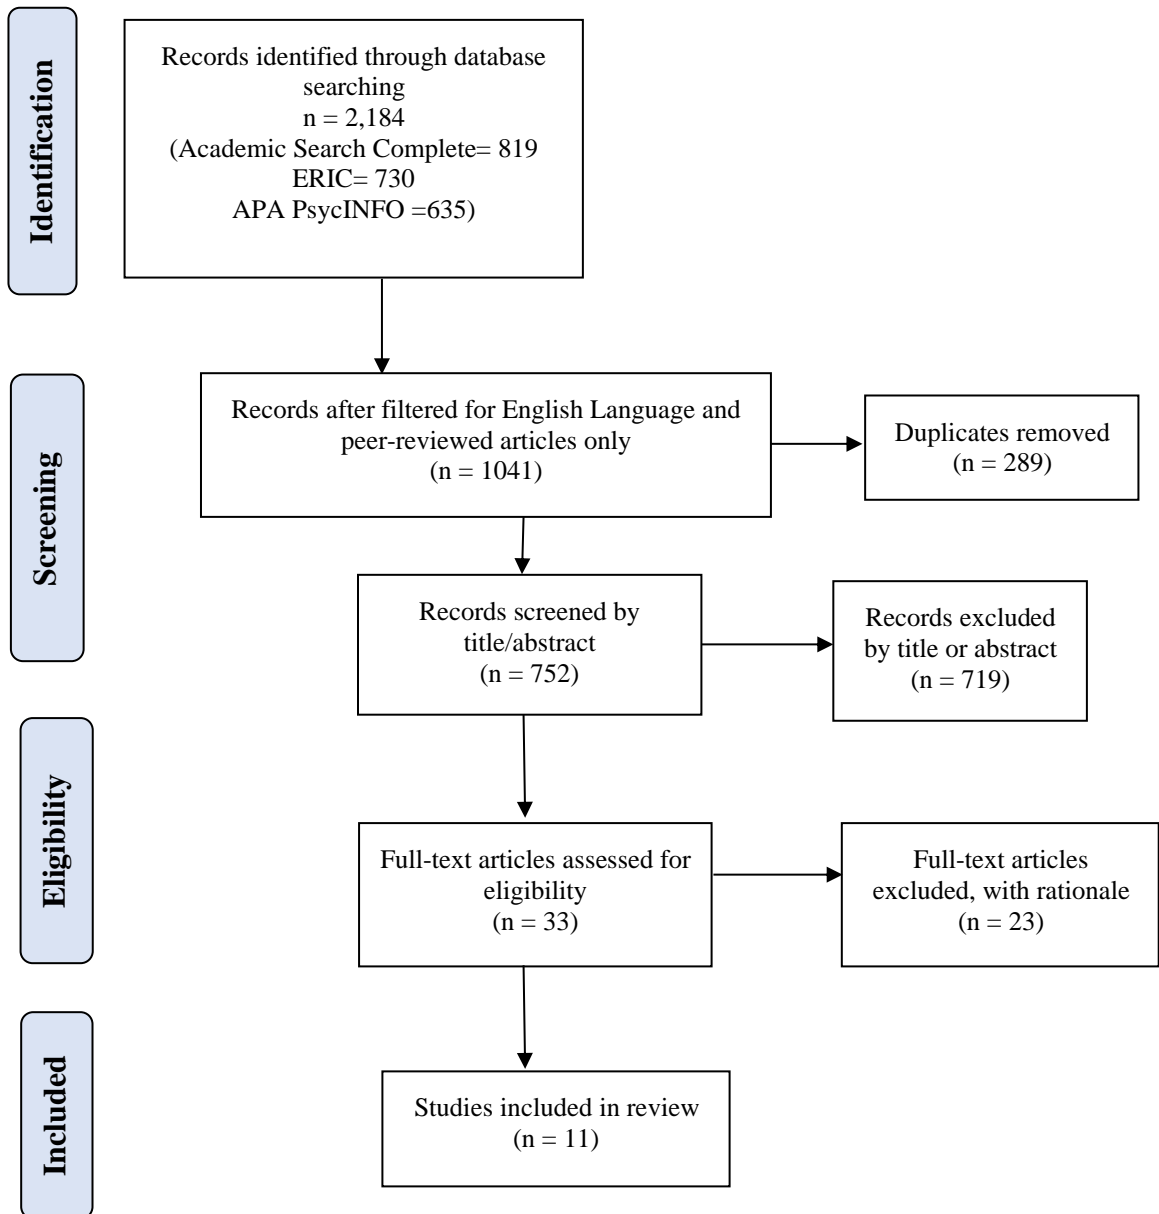 Identification
Records identified through database
searching
n = 2,184
(Academic Search Complete= 819
ERIC= 730
APA PsycINFO =635)
Screening
Records after filtered for English Language and
peer-reviewed articles only
(n = 1041)
Duplicates removed
(n = 289)
Records screened by
title/abstract
(n = 752)
Records excluded
by title or abstract
(n = 719)
Eligibility
Full-text articles assessed for
eligibility
(n = 33)
Full-text articles
excluded, with rationale
(n = 23)
Included
Studies included in review
(n = 11)